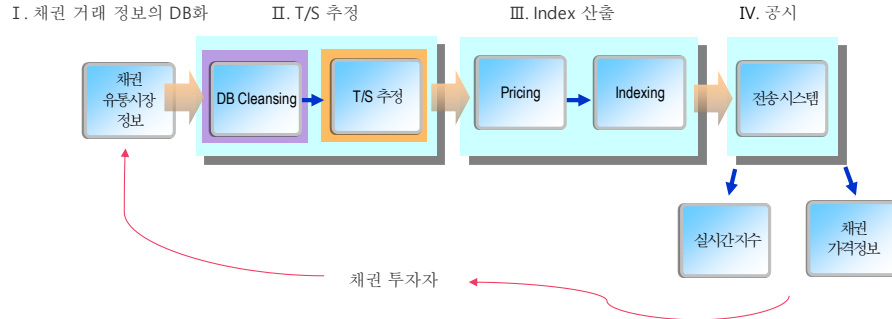 Ⅰ. 채권 거래 정보의 DB화
Ⅱ. T/S 추정
Ⅲ. Index 산출
Ⅳ. 공시
채권
유통시장
정보
DB Cleansing
T/S 추정
Pricing
Indexing
전송시스템
실시간지수
채권
가격정보
채권 투자자